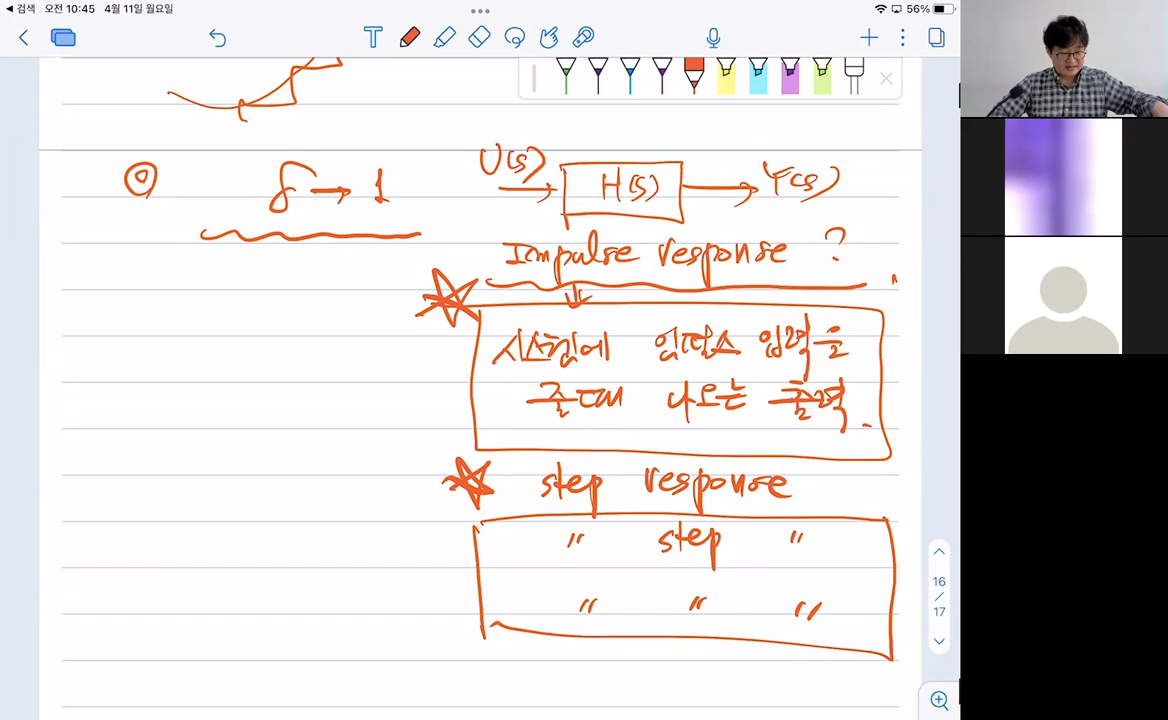 검색 오전 10:45 4월 11일 월요일 56%
U(s)
δ → 1 H(s) Y(s)
Impulse response ?
시스템에 임펄스 입력을
줄때 나오는 출력.
step response
〃 step 〃
〃 〃 〃
16
/
17